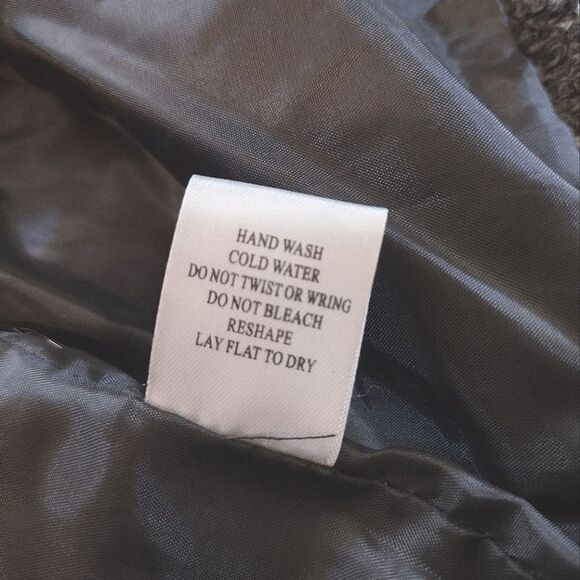 HAND WASH
COLD WATER
DO NOT TWIST OR WRING
DO NOT BLEACH
RESHAPE
LAY FLAT TO DRY